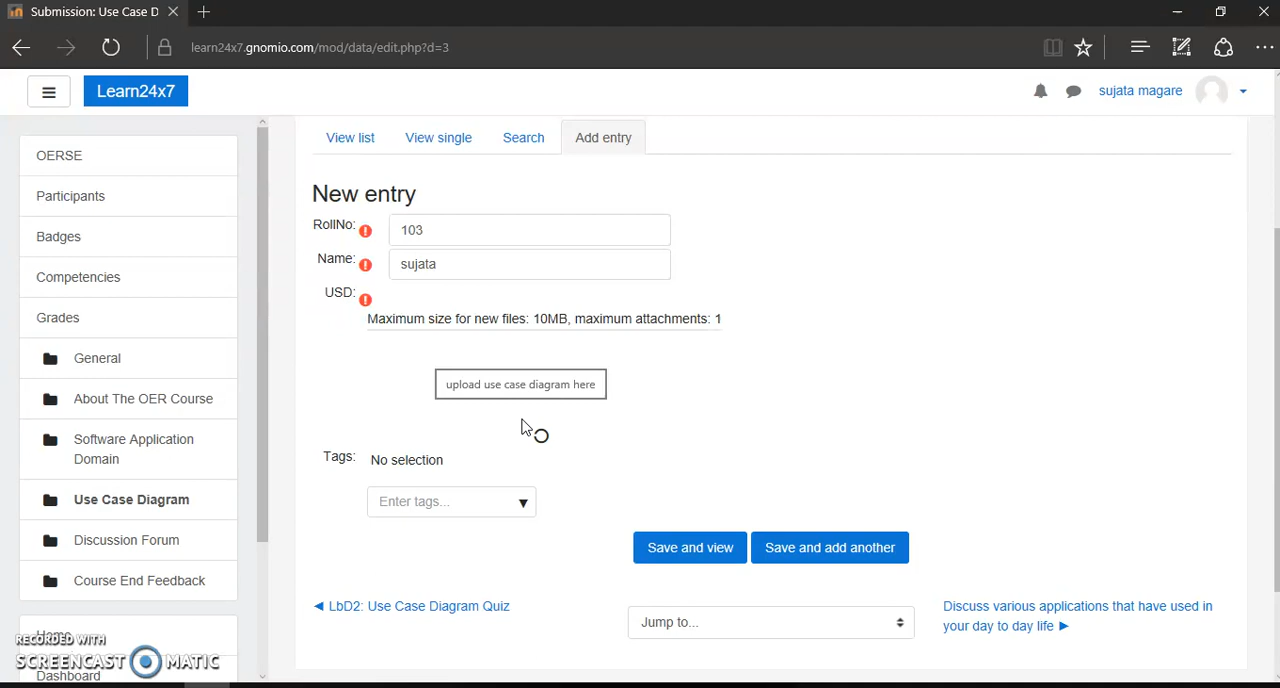 Submission: Use Case D
learn24x7.gnomio.com/mod/data/edit.php?d=3
Learn24x7
sujata magare
OERSE
Participants
Badges
Competencies
Grades
General
About The OER Course
Software Application
Domain
Use Case Diagram
Discussion Forum
Course End Feedback
Home
Dashboard
RECORDED WITH
SCREENCAST MATIC
View list
View single
Search
Add entry
New entry
RollNo:
103
Name:
sujata
USD:
Maximum size for new files: 10MB, maximum attachments: 1
upload use case diagram here
Tags:
No selection
Enter tags...
Save and view
Save and add another
◄ LbD2: Use Case Diagram Quiz
Jump to...
Discuss various applications that have used in
your day to day life ►